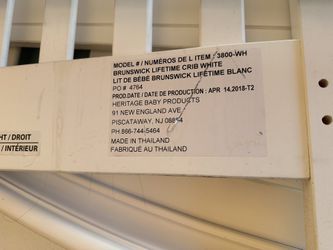 MODEL # / NUMÉROS DE L ITEM : 3800-WH
BRUNSWICK LIFETIME CRIB WHITE
LIT DE BÉBÉ BRUNSWICK LIFETIME BLANC
PO # 4764
PROD.DATE / DATE DE PRODUCTION : APR 14,2018-T2
HERITAGE BABY PRODUCTS
91 NEW ENGLAND AVE
PISCATAWAY, NJ 08854
PH 866-744-5464
MADE IN THAILAND
FABRIQUÉ AU THAILAND
/ DROIT
/ INTÉRIEUR